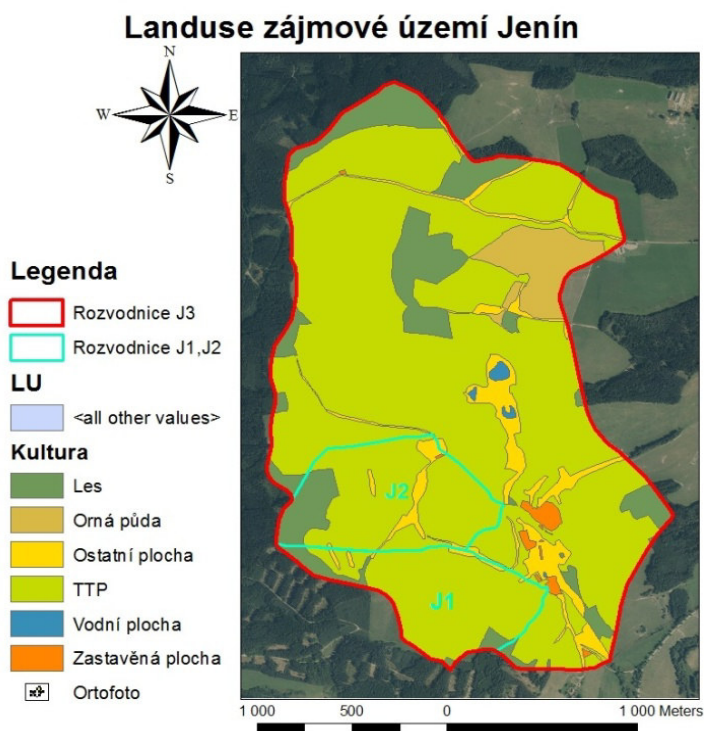 Landuse zájmové území Jenín
N
W E
S
Legenda
Rozvodnice J3
Rozvodnice J1,J2
LU
<all other values>
Kultura
Les
Orná půda
Ostatní plocha
TTP
Vodní plocha
Zastavěná plocha
Ortofoto
J2
J1
1 000 500 0 1 000 Meters